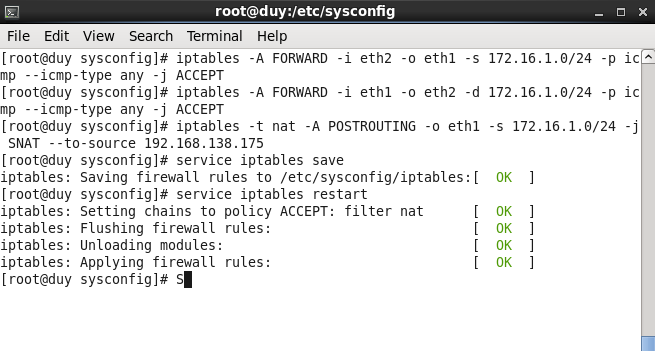 root@duy:/etc/sysconfig
File Edit View Search Terminal Help
[root@duy sysconfig]# iptables -A FORWARD -i eth2 -o eth1 -s 172.16.1.0/24 -p ic
mp --icmp-type any -j ACCEPT
[root@duy sysconfig]# iptables -A FORWARD -i eth1 -o eth2 -d 172.16.1.0/24 -p ic
mp --icmp-type any -j ACCEPT
[root@duy sysconfig]# iptables -t nat -A POSTROUTING -o eth1 -s 172.16.1.0/24 -j
 SNAT --to-source 192.168.138.175
[root@duy sysconfig]# service iptables save
iptables: Saving firewall rules to /etc/sysconfig/iptables:[  OK  ]
[root@duy sysconfig]# service iptables restart
iptables: Setting chains to policy ACCEPT: filter nat      [  OK  ]
iptables: Flushing firewall rules:                         [  OK  ]
iptables: Unloading modules:                               [  OK  ]
iptables: Applying firewall rules:                         [  OK  ]
[root@duy sysconfig]# S